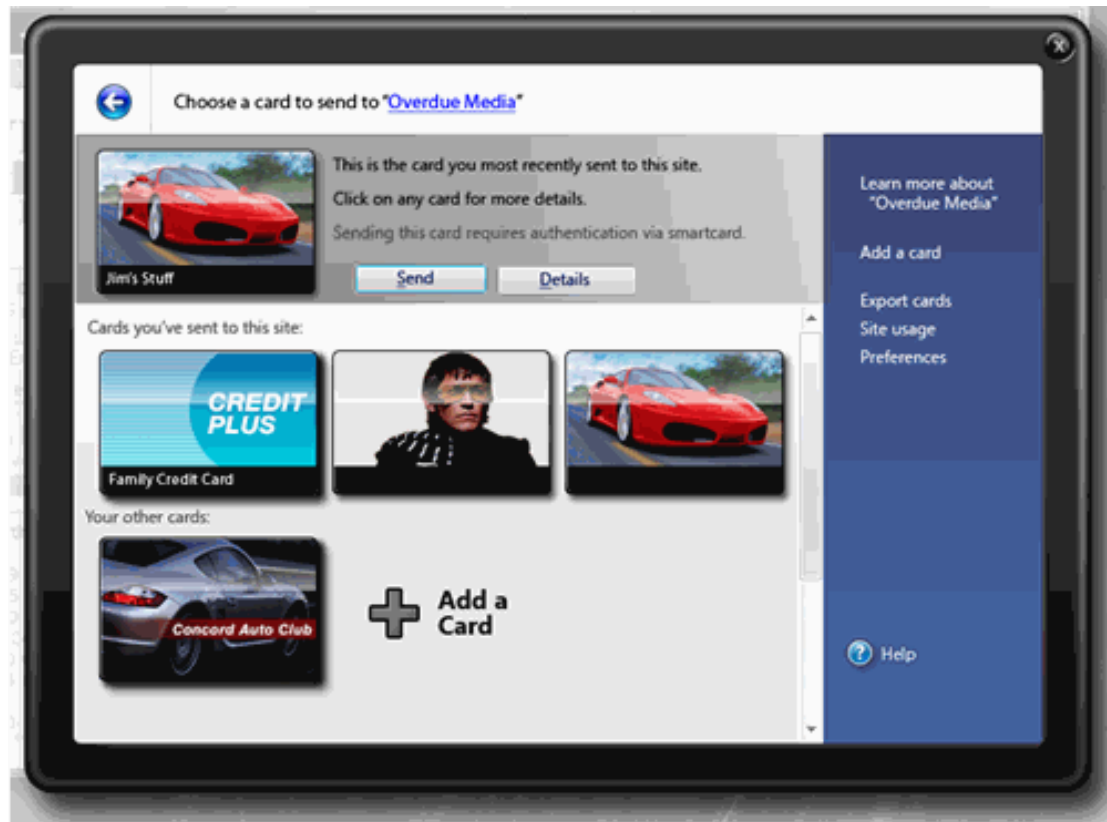 Choose a card to send to "Overdue Media"
This is the card you most recently sent to this site.
Click on any card for more details.
Sending this card requires authentication via smartcard.
Jim's Stuff
Send
Details
Learn more about
"Overdue Media"
Add a card
Export cards
Site usage
Preferences
Cards you've sent to this site:
CREDIT
PLUS
Family Credit Card
Your other cards:
Concord Auto Club
Add a
Card
Help